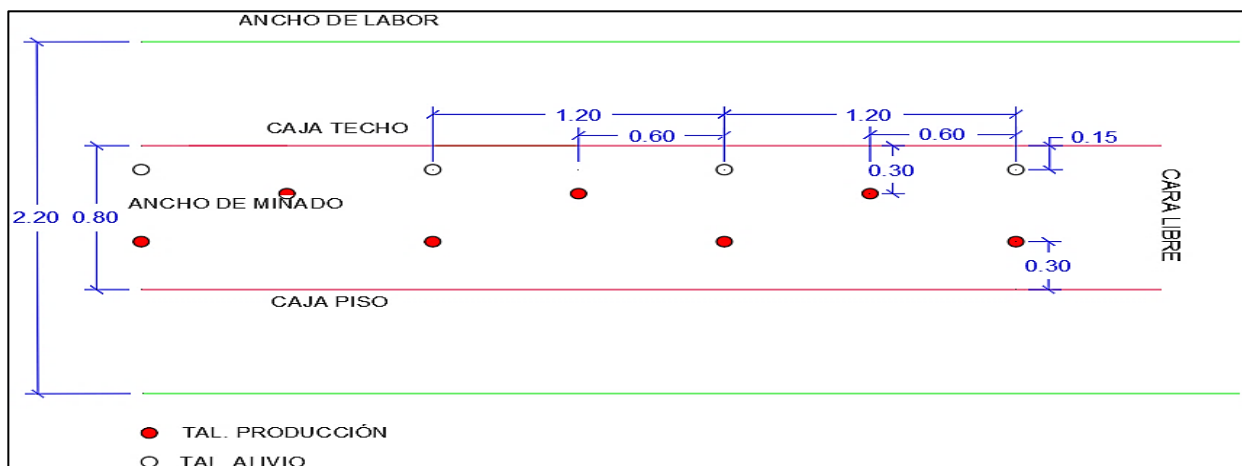 ANCHO DE LABOR
1.20 1.20
CAJA TECHO 0.60 0.60 0.15
0.30
ANCHO DE MINADO
2.20 0.80
CARA LIBRE
0.30
CAJA PISO
TAL. PRODUCCIÓN
TAL. ALIVIO